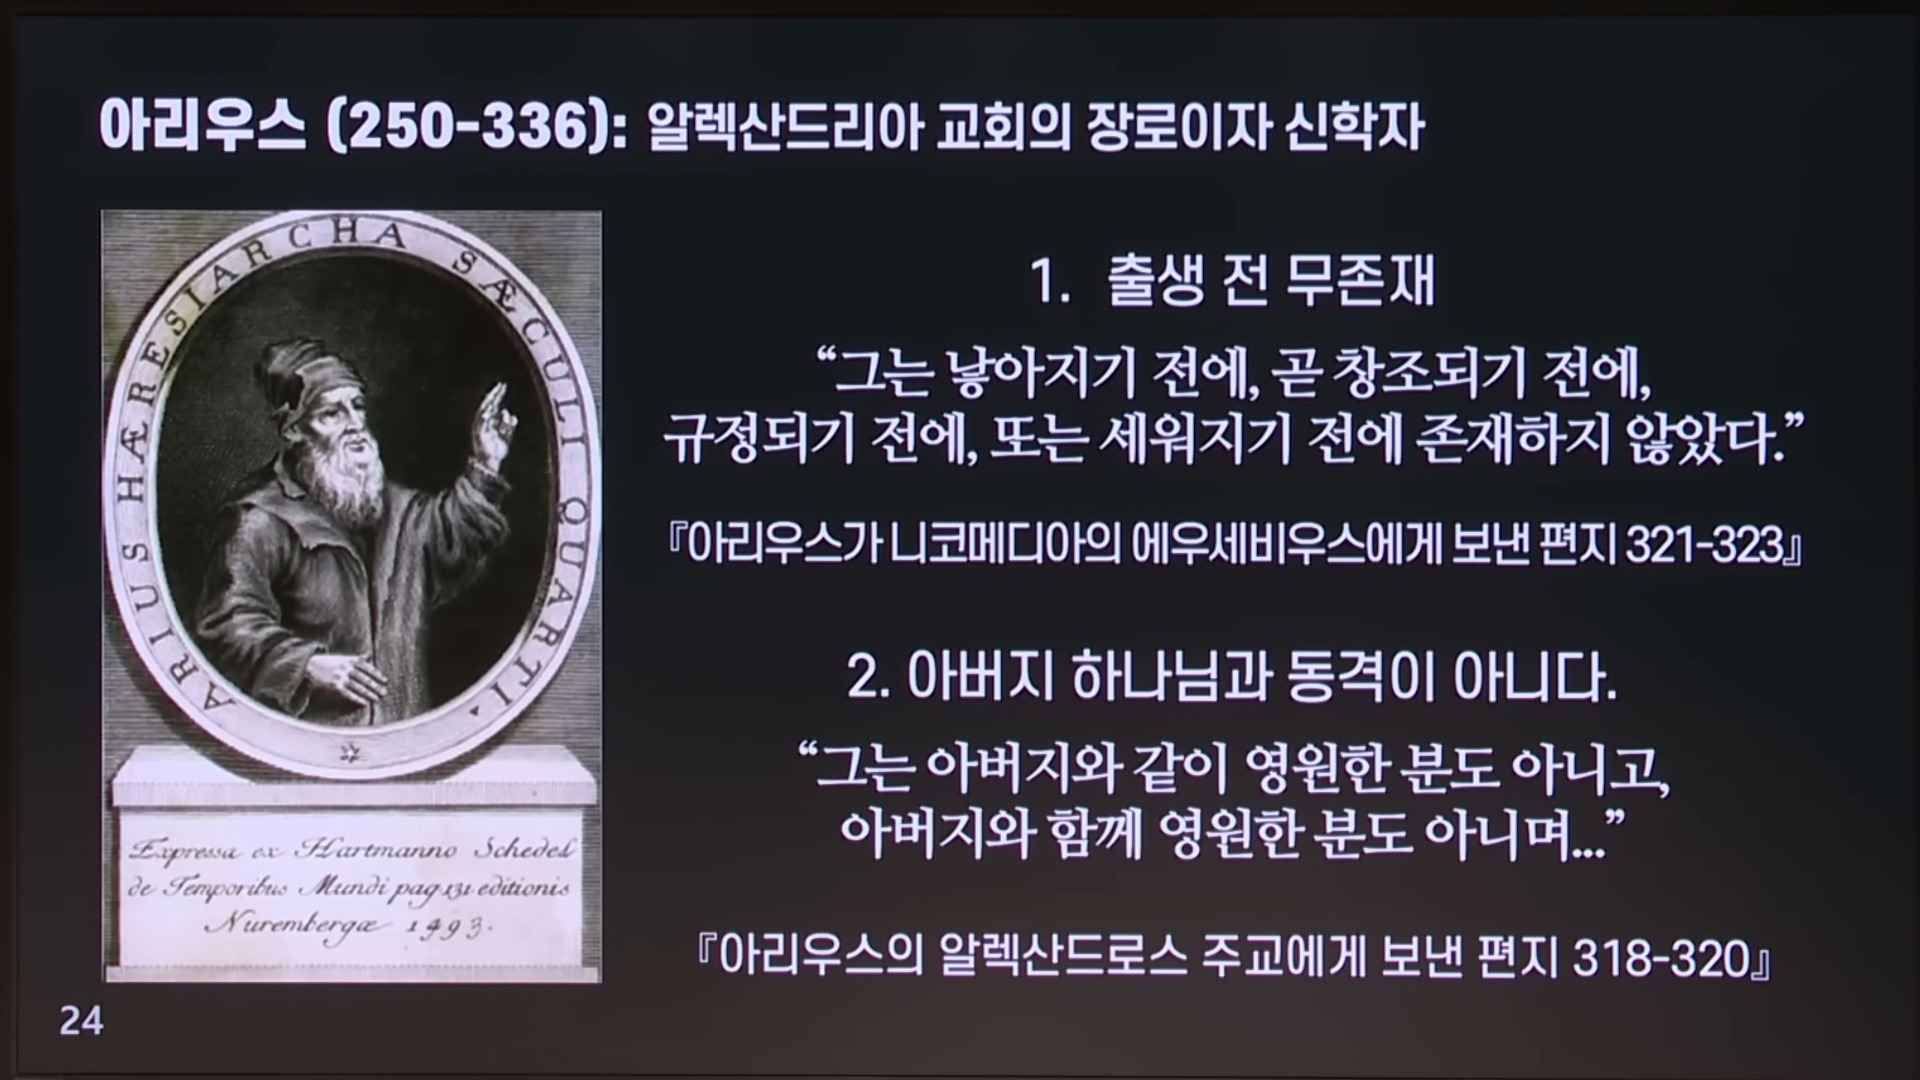 아리우스 (250-336): 알렉산드리아 교회의 장로이자 신학자
ARIUS HÆRESIARCHA SÆCULI QUARTI.
Expressa ex Hartmanno Schedel
de Temporibus Mundi pag 131 editionis
Nurembergæ 1493.
1. 출생 전 무존재
“그는 낳아지기 전에, 곧 창조되기 전에,
규정되기 전에, 또는 세워지기 전에 존재하지 않았다.”
『아리우스가 니코메디아의 에우세비우스에게 보낸 편지 321-323』
2. 아버지 하나님과 동격이 아니다.
“그는 아버지와 같이 영원한 분도 아니고,
아버지와 함께 영원한 분도 아니며...”
『아리우스의 알렉산드로스 주교에게 보낸 편지 318-320』
24